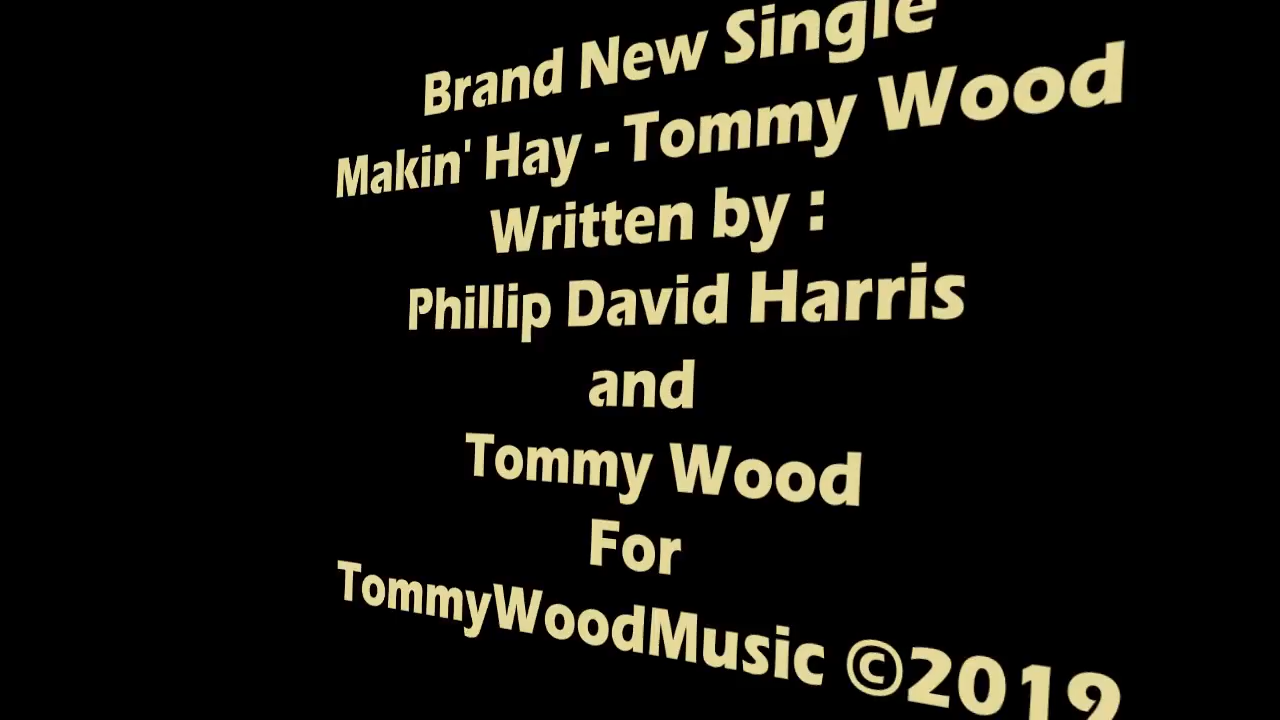 Brand New Single
Makin' Hay - Tommy Wood
Written by :
Phillip David Harris
and
Tommy Wood
For
TommyWoodMusic ©2019